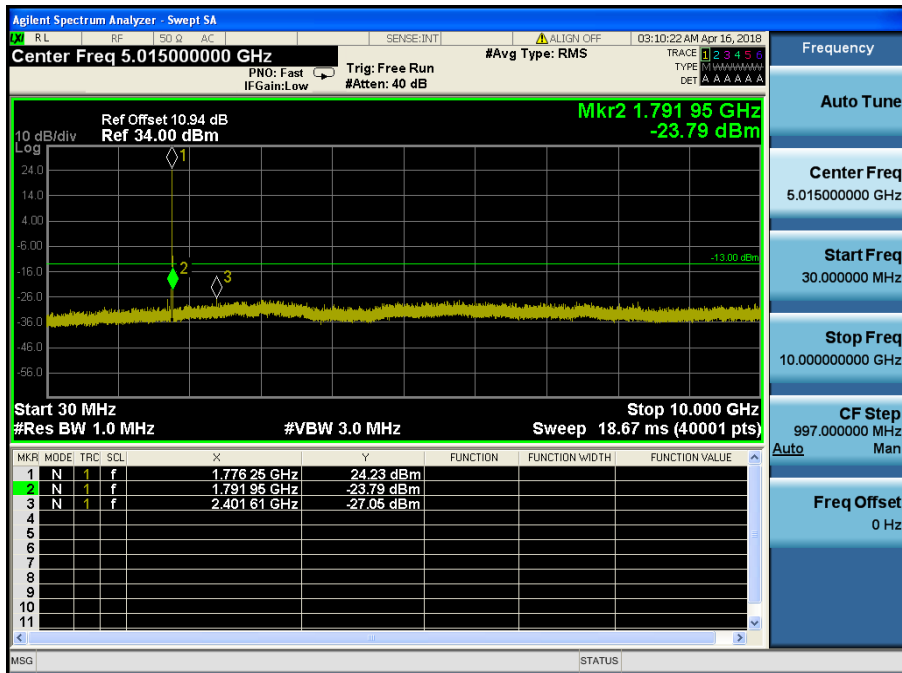 Agilent Spectrum Analyzer - Swept SA
LXI RL RF 50 Ω AC SENSE:INT ALIGN OFF 03:10:22 AM Apr 16, 2018
Center Freq 5.015000000 GHz
PNO: Fast
IFGain:Low
Trig: Free Run
#Atten: 40 dB
#Avg Type: RMS
TRACE 1 2 3 4 5 6
TYPE M WWWWW
DET A A A A A A
Frequency
Auto Tune
Center Freq
5.015000000 GHz
Start Freq
30.000000 MHz
Stop Freq
10.000000000 GHz
CF Step
997.000000 MHz
Auto Man
Freq Offset
0 Hz
Mkr2 1.791 95 GHz
-23.79 dBm
Ref Offset 10.94 dB
10 dB/div Ref 34.00 dBm
Log
1
24.0
14.0
4.00
-6.00
-13.00 dBm
2
-16.0
3
-26.0
-36.0
-46.0
-56.0
Start 30 MHz Stop 10.000 GHz
#Res BW 1.0 MHz #VBW 3.0 MHz Sweep 18.67 ms (40001 pts)
MKR MODE TRC SCL X Y FUNCTION FUNCTION WIDTH FUNCTION VALUE
1 N 1 f 1.776 25 GHz 24.23 dBm
2 N 1 f 1.791 95 GHz -23.79 dBm
3 N 1 f 2.401 61 GHz -27.05 dBm
4
5
6
7
8
9
10
11
MSG STATUS